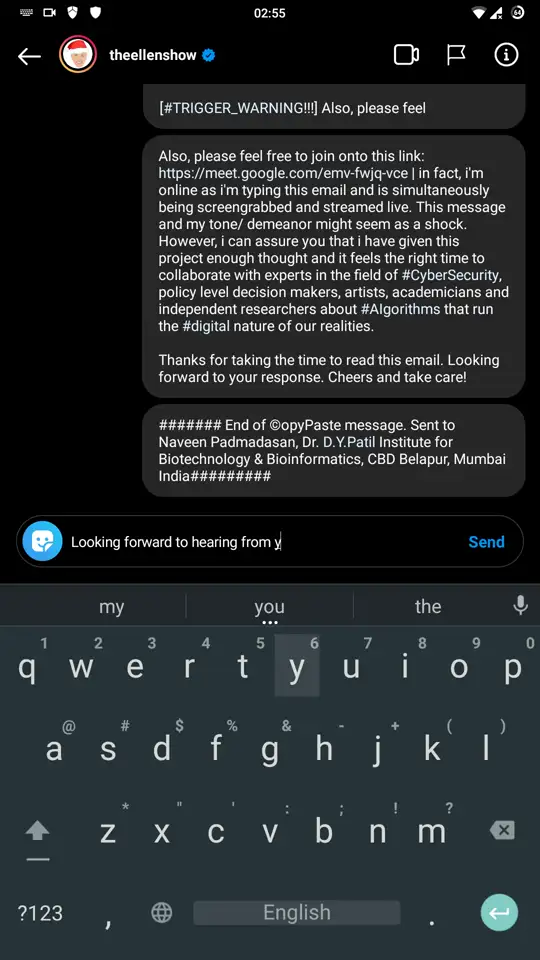 02:55
64
theellenshow
[#TRIGGER_WARNING!!!] Also, please feel
Also, please feel free to join onto this link:
https://meet.google.com/emv-fwjq-vce | in fact, i'm
online as i'm typing this email and is simultaneously
being screengrabbed and streamed live. This message
and my tone/ demeanor might seem as a shock.
However, i can assure you that i have given this
project enough thought and it feels the right time to
collaborate with experts in the field of #CyberSecurity,
policy level decision makers, artists, academicians and
independent researchers about #AIgorithms that run
the #digital nature of our realities.
Thanks for taking the time to read this email. Looking
forward to your response. Cheers and take care!
####### End of ©opyPaste message. Sent to
Naveen Padmadasan, Dr. D.Y.Patil Institute for
Biotechnology & Bioinformatics, CBD Belapur, Mumbai
India#########
Looking forward to hearing from y Send
my you the
1 2 3 4 5 6 7 8 9 0
q w e r t y u i o p
@ # $ % & - + ( )
a s d f g h j k l
* " ' : ; ! ?
z x c v b n m
?123 , English .